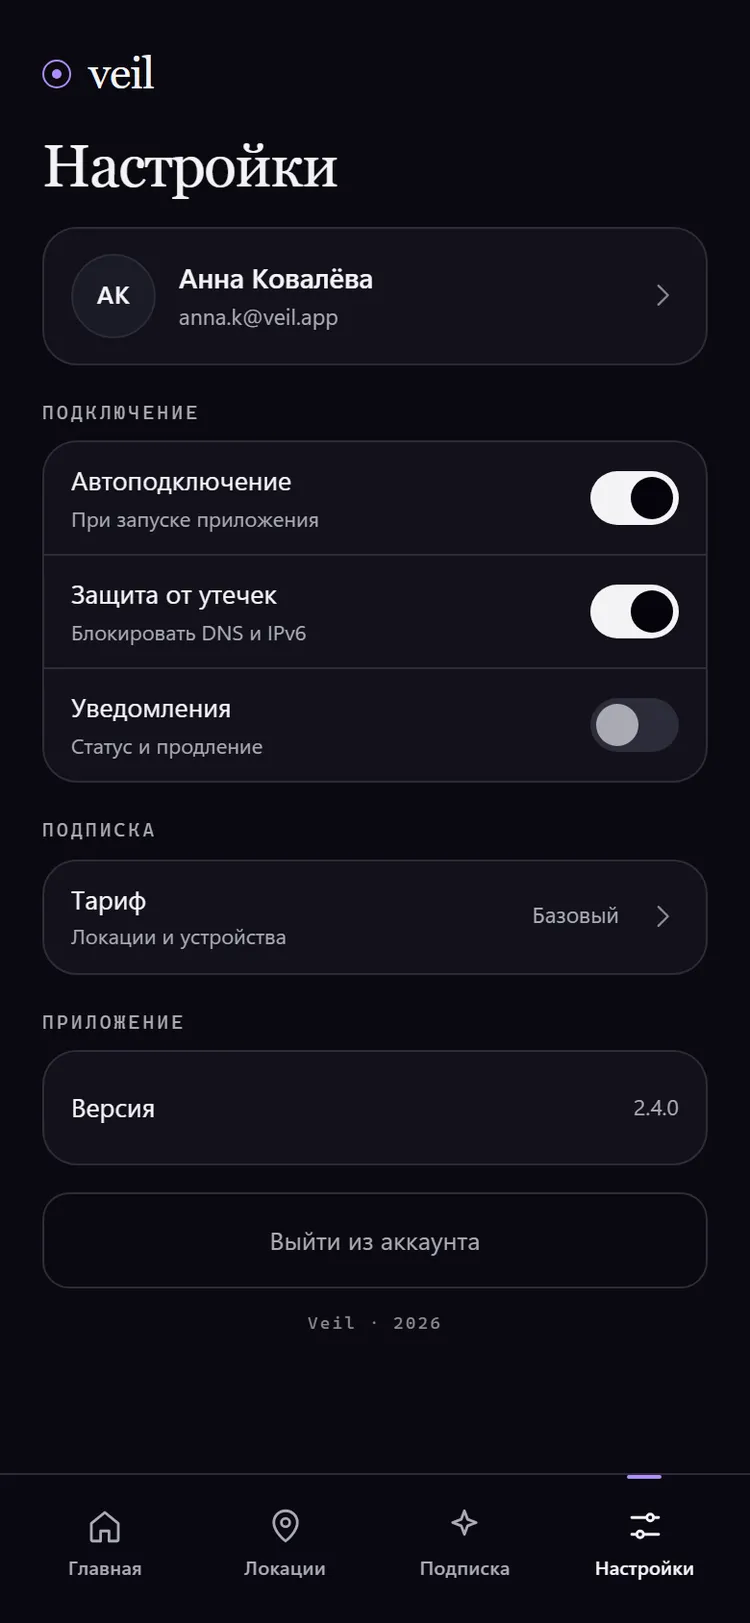 veil
Настройки
АК
Анна Ковалёва
anna.k@veil.app
ПОДКЛЮЧЕНИЕ
Автоподключение
При запуске приложения
Защита от утечек
Блокировать DNS и IPv6
Уведомления
Статус и продление
ПОДПИСКА
Тариф
Локации и устройства
Базовый
ПРИЛОЖЕНИЕ
Версия
2.4.0
Выйти из аккаунта
Veil · 2026
Главная
Локации
Подписка
Настройки